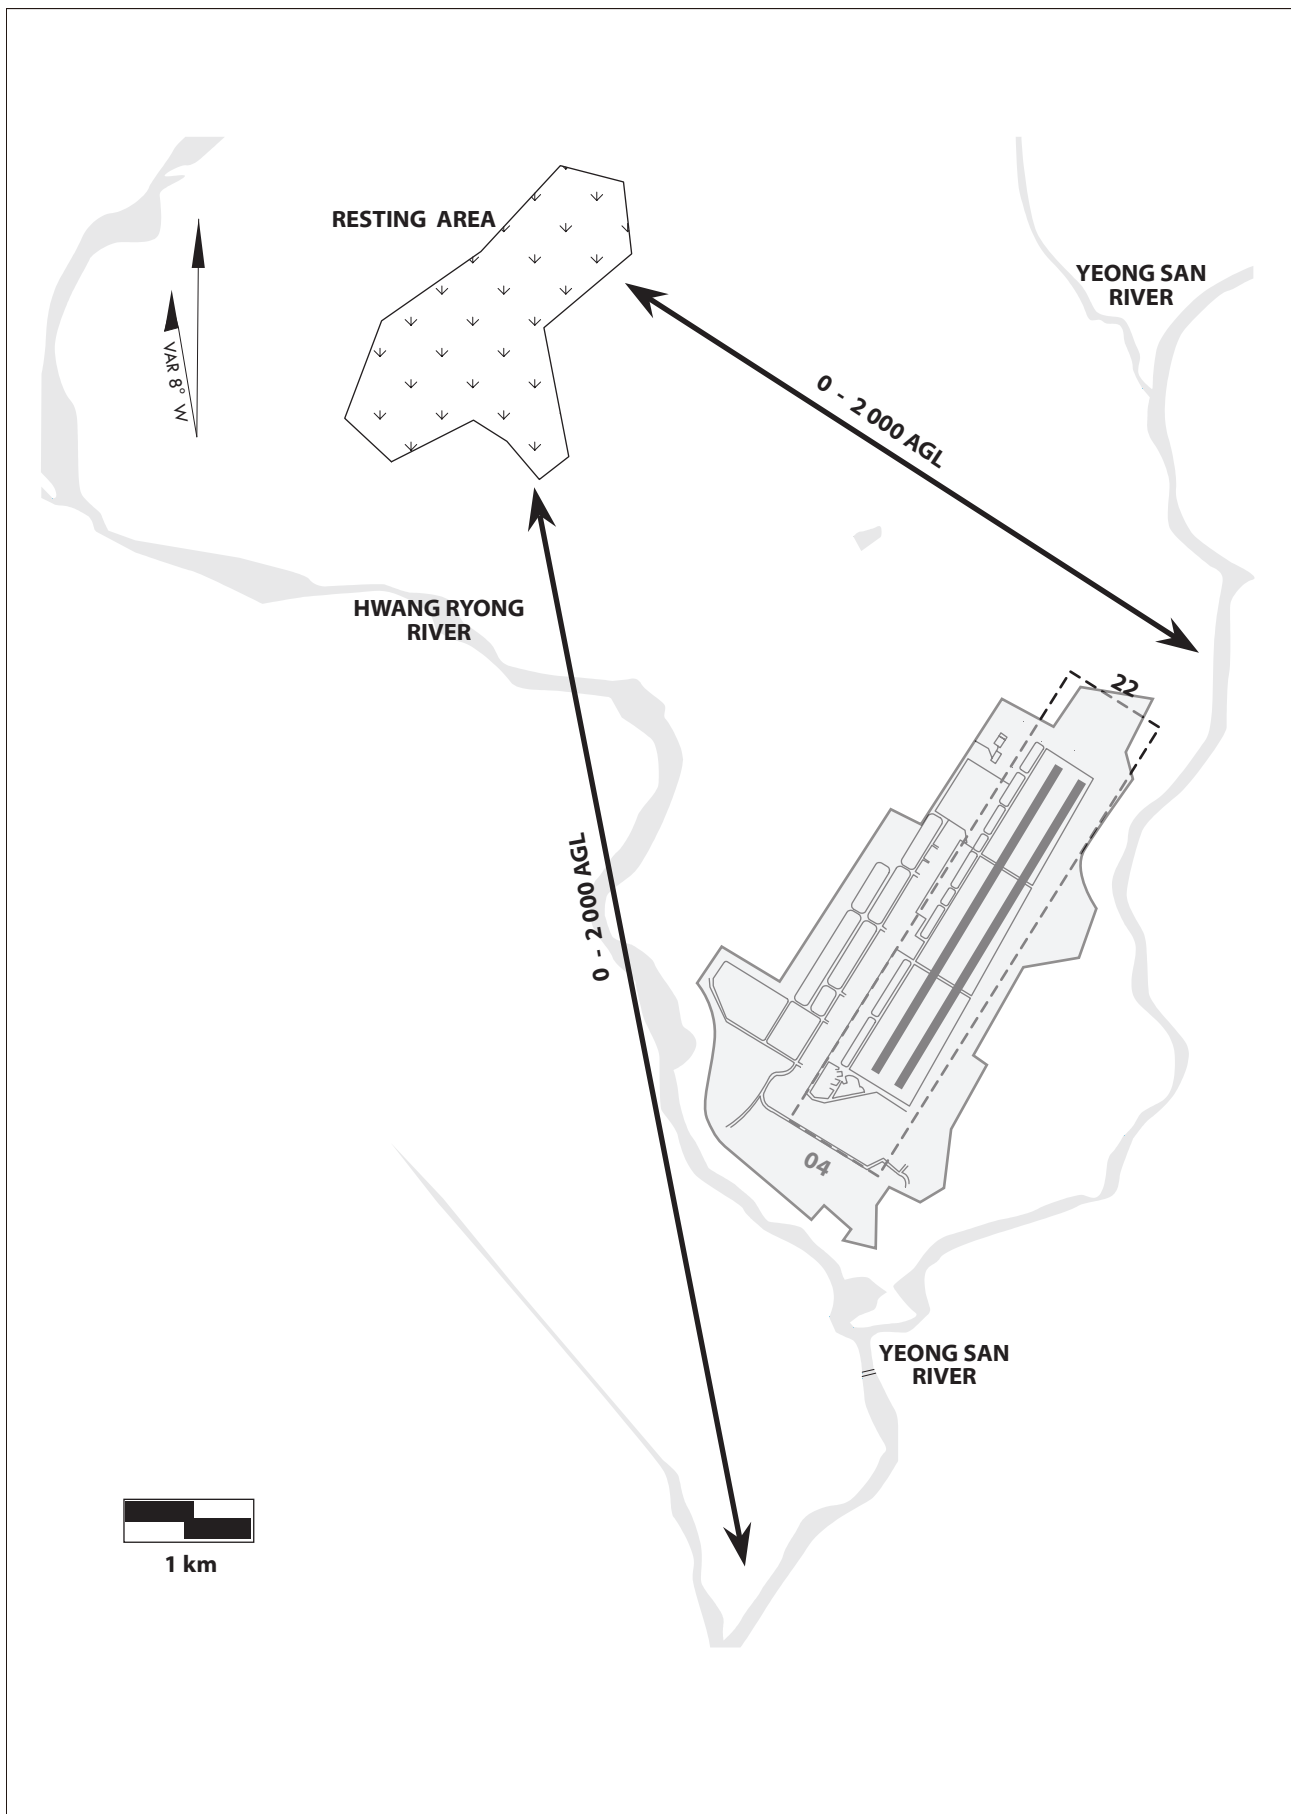 RESTING AREA
YEONG SAN
RIVER
VAR 8° W
0 - 2 000 AGL
HWANG RYONG
RIVER
22
0 - 2 000 AGL
04
YEONG SAN
RIVER
1 km